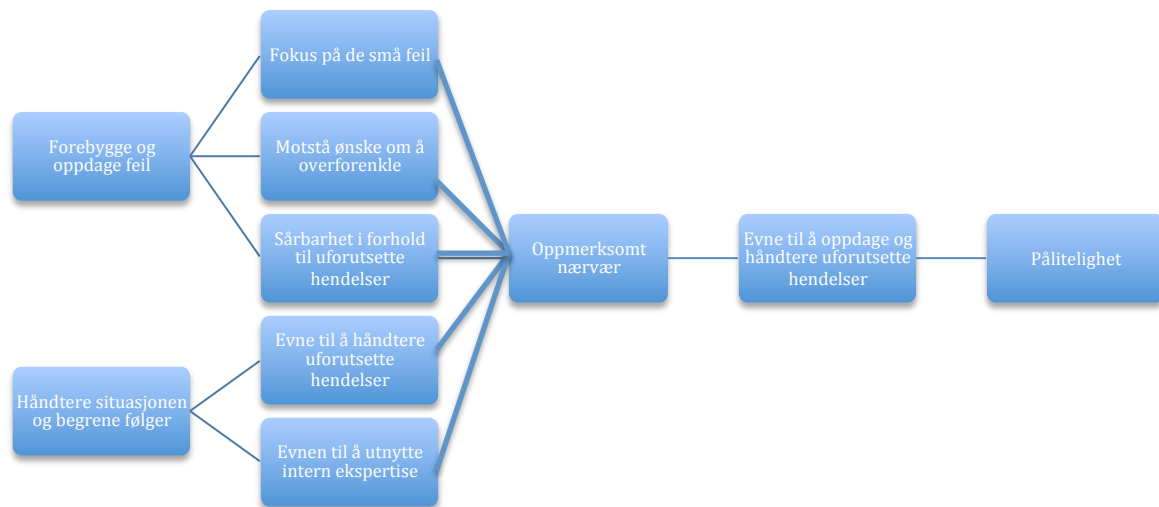 Fokus på de små feil
Forebygge og
oppdage feil
Motstå ønske om å
overforenkle
Sårbarhet i forhold
til uforutsette
hendelser
Oppmerksomt
nærvær
Evne til å oppdage og
håndtere uforutsette
hendelser
Pålitelighet
Evne til å håndtere
uforutsette
hendelser
Håndtere situasjonen
og begrene følger
Evnen til å utnytte
intern ekspertise